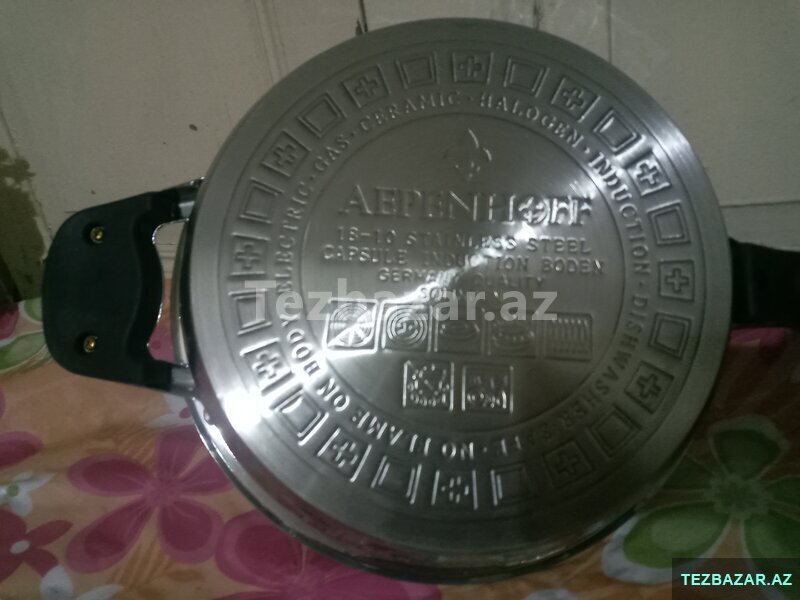 AEPENHOFF
18-10 STAINLESS STEEL
CAPSULE INDUCTION BODEN
GERMANY QUALITY
ELECTRIC · GAS · CERAMIC · HALOGEN · INDUCTION · DISHWASHER SAFE · NO FLAME ON BODY
Tezbazar.az
TEZBAZAR.AZ